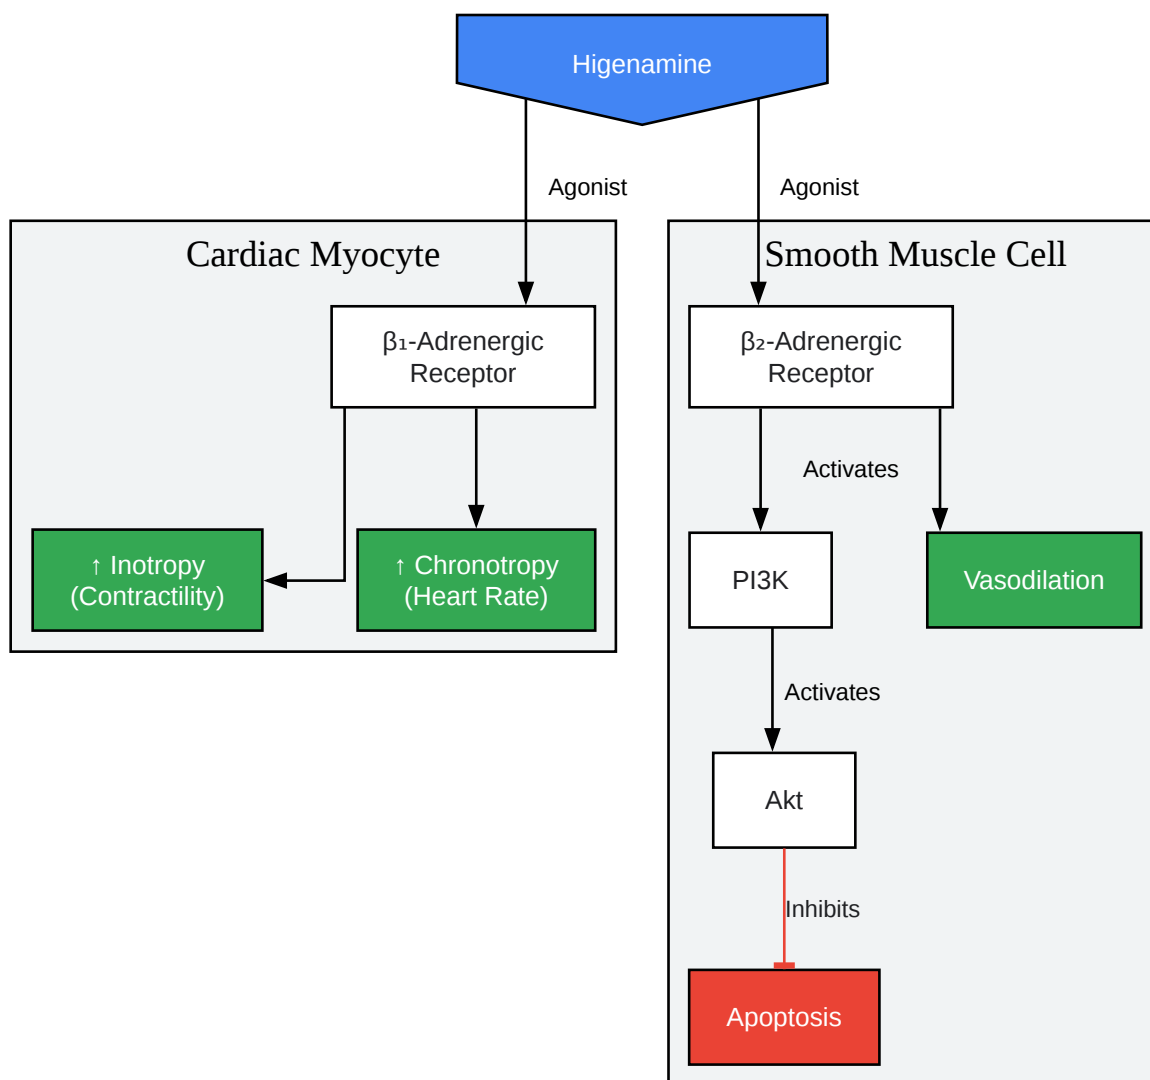 Higenamine
Agonist
Agonist
Cardiac Myocyte
Smooth Muscle Cell
β₁-Adrenergic
Receptor
β₂-Adrenergic
Receptor
Activates
↑ Inotropy
(Contractility)
↑ Chronotropy
(Heart Rate)
PI3K
Vasodilation
Activates
Akt
Inhibits
Apoptosis